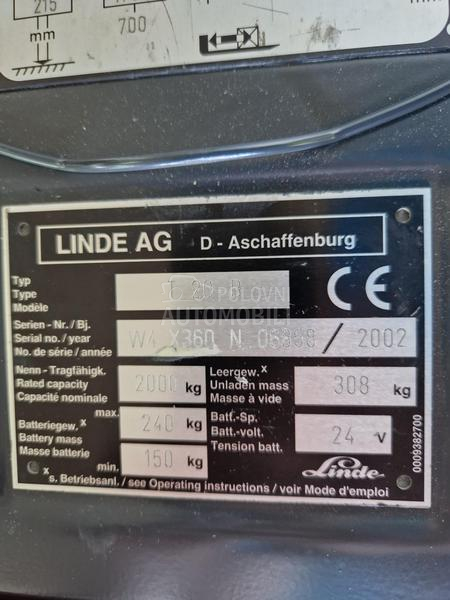 215
mm
700
LINDE AG D - Aschaffenburg
Typ
Type
Modèle
T 20
POLOVNI
AUTOMOBILI
CE
Serien - Nr./ Bj.
Serial no. / year
No. de série / année
/ 2002
Nenn - Tragfähigk.
Rated capacity
Capacité nominale
2000 kg
Leergew. x
Unladen mass
Masse à vide
308 kg
Batteriegew. x
Battery mass
Masse batterie
max.
240 kg
min.
150 kg
Batt.-Sp.
Batt.-volt.
Tension batt.
24 V
Linde
0009382700
x
s. Betriebsanl. / see Operating instructions / voir Mode d'emploi